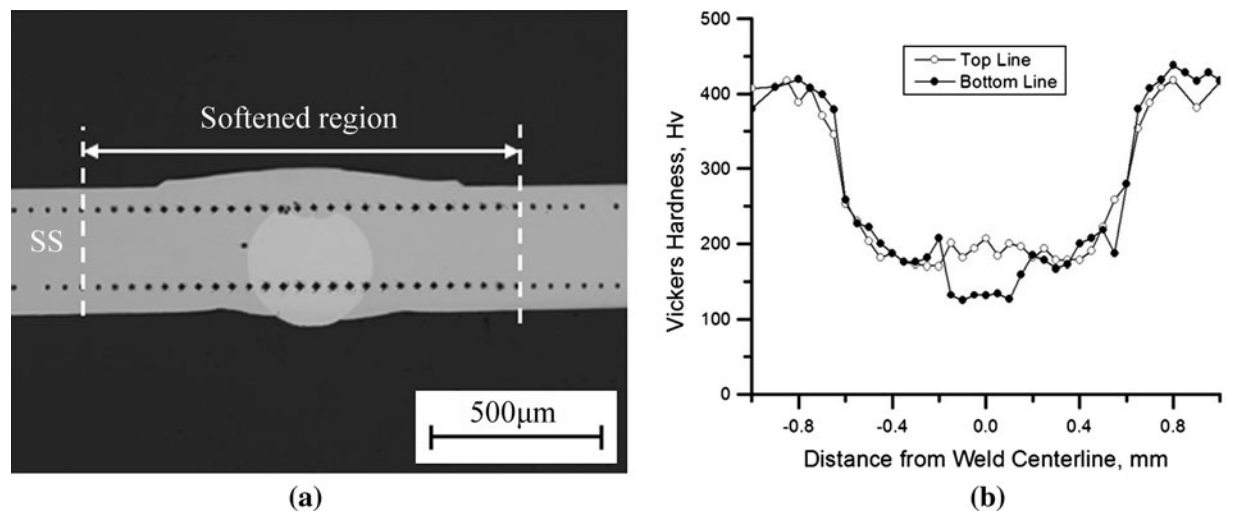 Softened region
SS
500μm
(a)
500
400
300
200
100
0
Vickers Hardness, Hv
Top Line
Bottom Line
-0.8
-0.4
0.0
0.4
0.8
Distance from Weld Centerline, mm
(b)